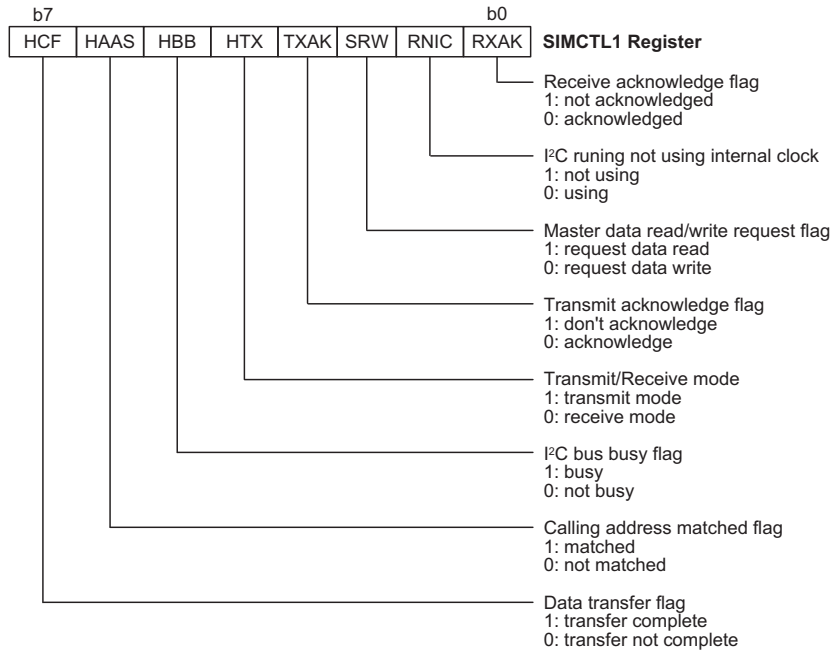 b7 b0
HCF HAAS HBB HTX TXAK SRW RNIC RXAK SIMCTL1 Register
Receive acknowledge flag
1: not acknowledged
0: acknowledged
I²C runing not using internal clock
1: not using
0: using
Master data read/write request flag
1: request data read
0: request data write
Transmit acknowledge flag
1: don't acknowledge
0: acknowledge
Transmit/Receive mode
1: transmit mode
0: receive mode
I²C bus busy flag
1: busy
0: not busy
Calling address matched flag
1: matched
0: not matched
Data transfer flag
1: transfer complete
0: transfer not complete